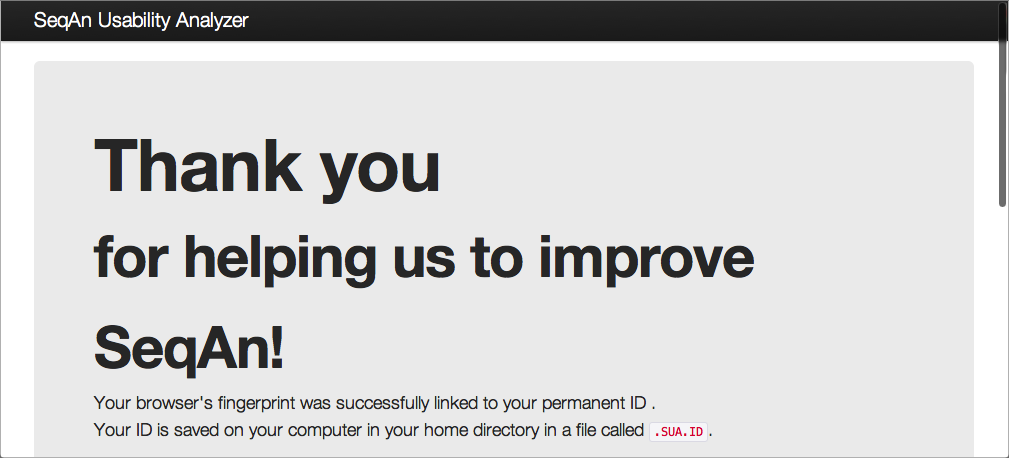 SeqAn Usability Analyzer
Thank you
for helping us to improve
SeqAn!
Your browser's fingerprint was successfully linked to your permanent ID .
Your ID is saved on your computer in your home directory in a file called .SUA.ID.